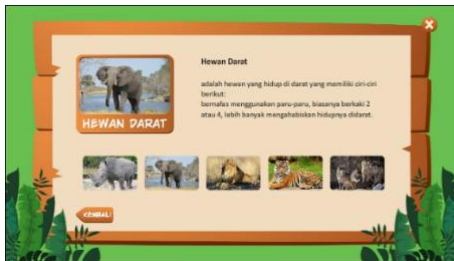 Hewan Darat
adalah hewan yang hidup di darat yang memiliki ciri-ciri
berikut:
bernafas menggunakan paru-paru, biasanya berkaki 2
atau 4, lebih banyak mengahabiskan hidupnya didarat.
HEWAN DARAT
KEMBALI